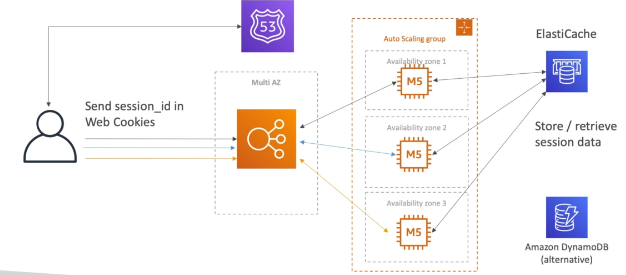 53
Auto Scaling group
ElastiCache
Availability zone 1
M5
Multi AZ
Send session_id in
Web Cookies
Availability zone 2
M5
Store / retrieve
session data
Availability zone 3
M5
Amazon DynamoDB
(alternative)